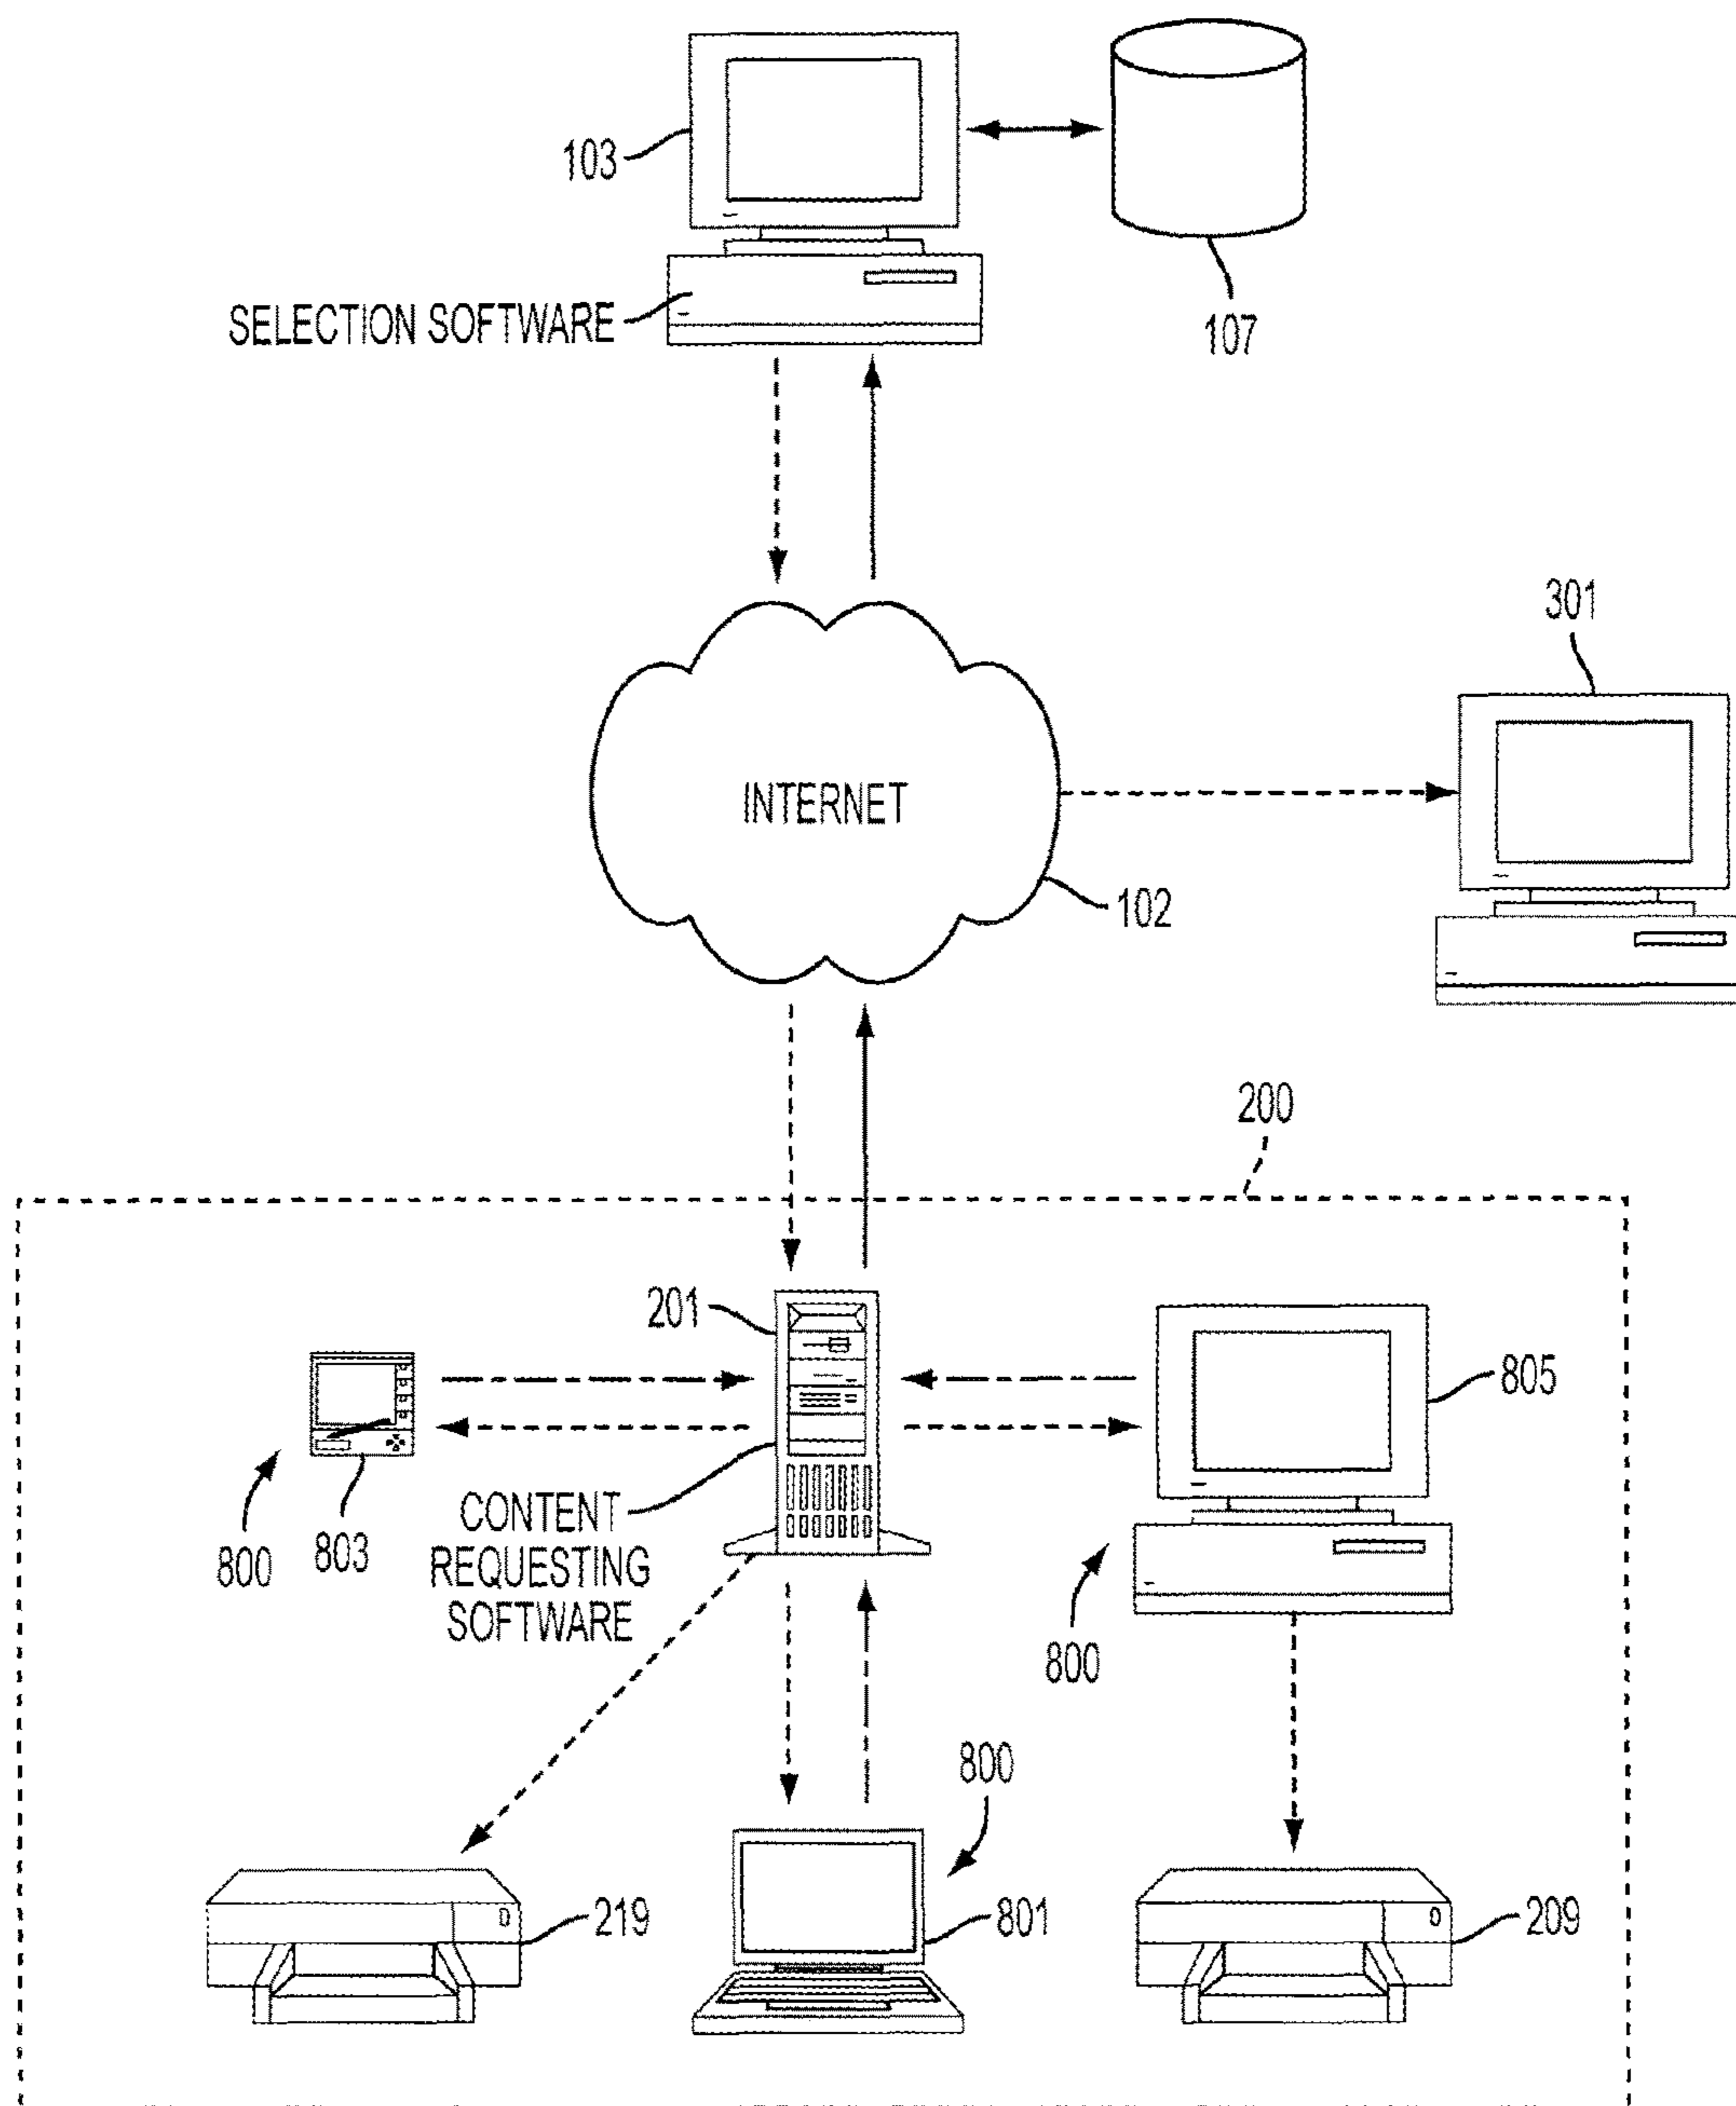 103
SELECTION SOFTWARE
107
301
INTERNET
102
200
201
805
CONTENT
REQUESTING
SOFTWARE
800
803
800
800
219
801
209